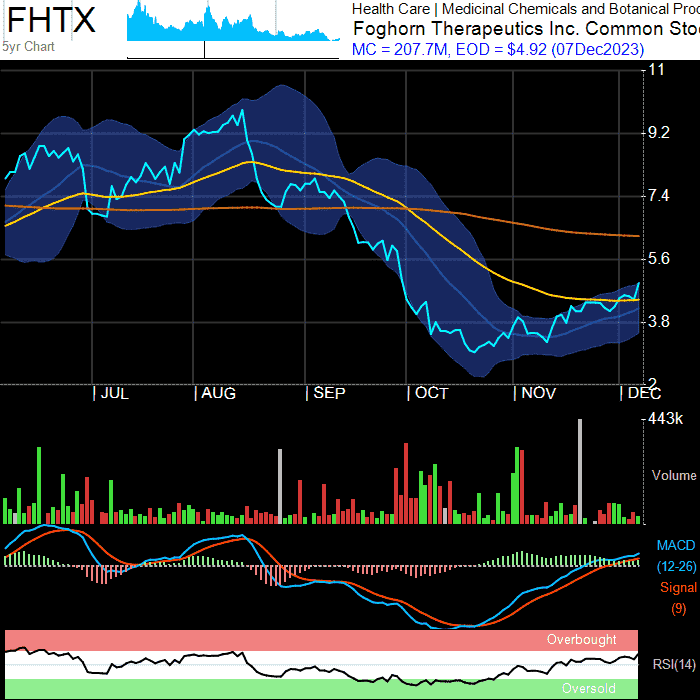 FHTX
5yr Chart
Health Care | Medicinal Chemicals and Botanical Prod
Foghorn Therapeutics Inc. Common Stoc
MC = 207.7M, EOD = $4.92 (07Dec2023)
11
9.2
7.4
5.6
3.8
2
JUL AUG SEP OCT NOV DEC
443k
Volume
MACD
(12-26)
Signal
(9)
Overbought
RSI(14)
Oversold